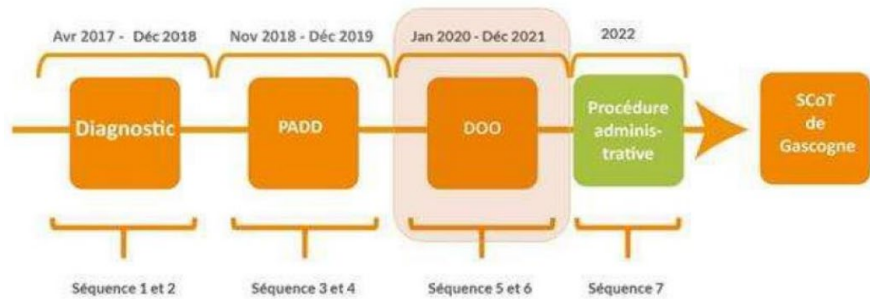 Avr 2017 - Déc 2018
Nov 2018 - Déc 2019
Jan 2020 - Déc 2021
2022
Diagnostic
PADD
DOO
Procédure
adminis-
trative
SCoT
de
Gascogne
Séquence 1 et 2
Séquence 3 et 4
Séquence 5 et 6
Séquence 7